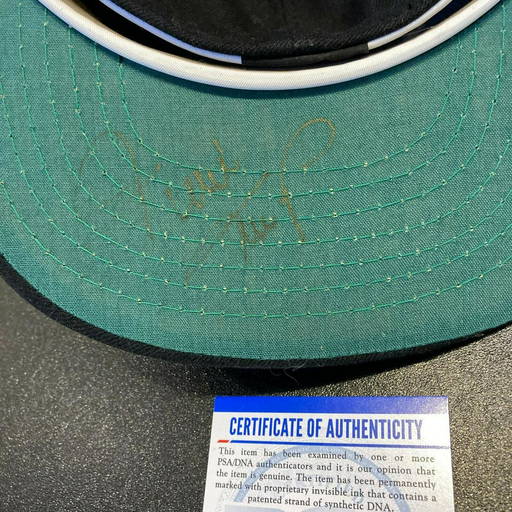 CERTIFICATE OF AUTHENTICITY
This item has been examined by one or more
PSA/DNA authenticators and it is our opinion that
the item is genuine. The item has been permanently
marked with proprietary invisible ink that contains a
patented strand of synthetic DNA.